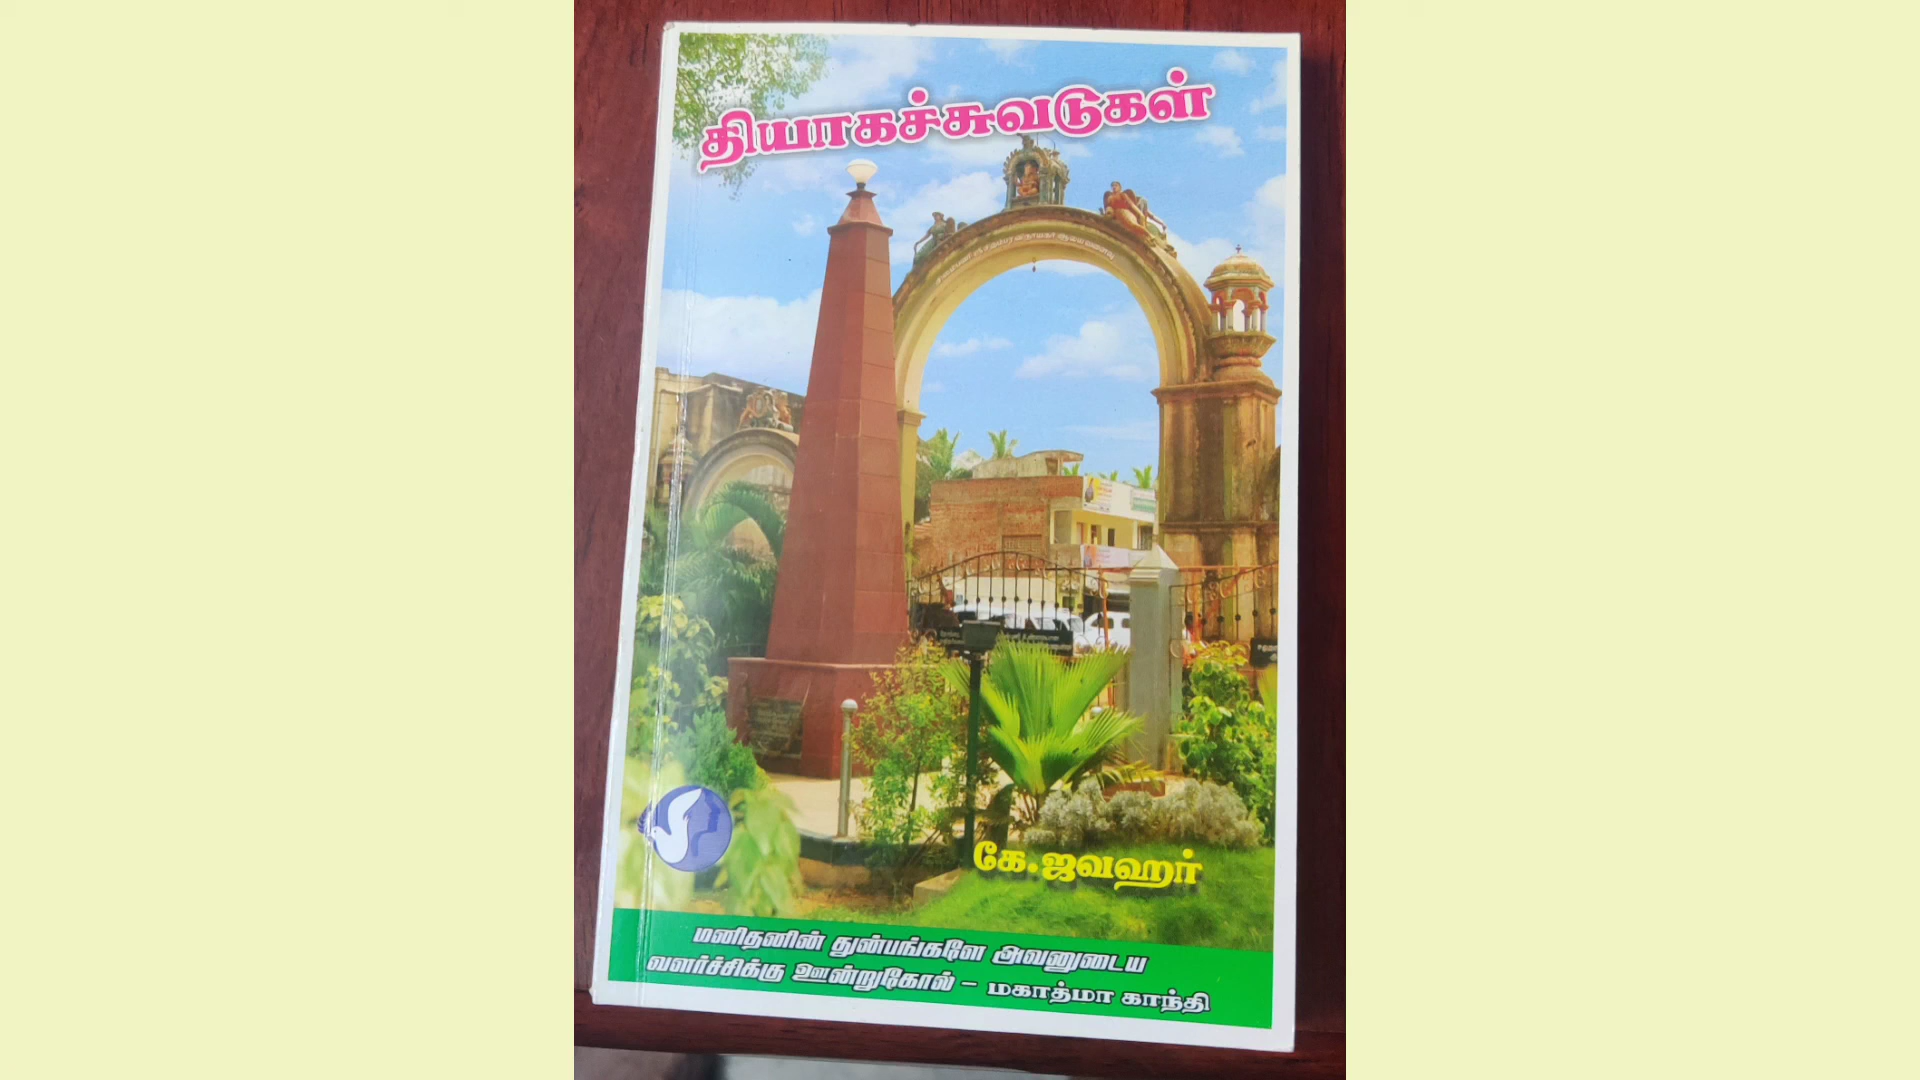 தியாகச்சுவடுகள்
கே.ஜவஹர்
மனிதனின் துன்பங்களே அவனுடைய
வளர்ச்சிக்கு ஊன்றுகோல் - மகாத்மா காந்தி